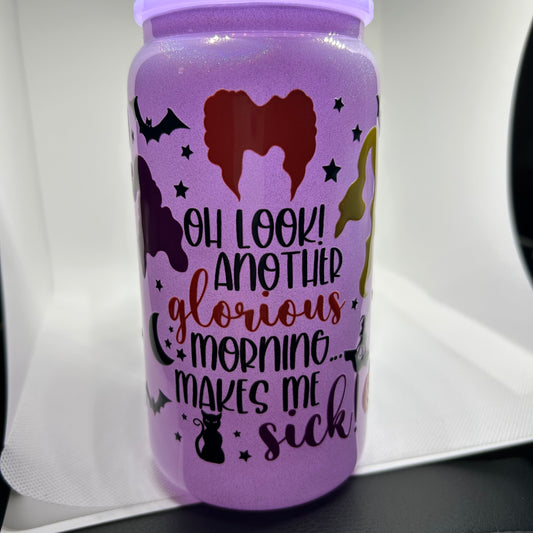 OH LOOK!
ANOTHER
glorious
MORNING...
MAKES ME
sick!